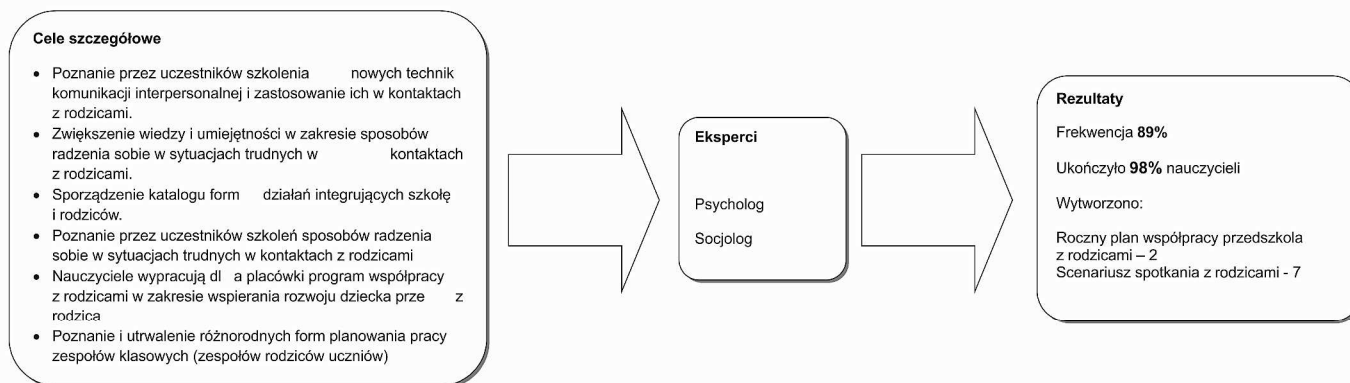 Cele szczegółowe
• Poznanie przez uczestników szkolenia nowych technik
komunikacji interpersonalnej i zastosowanie ich w kontaktach
z rodzicami.
• Zwiększenie wiedzy i umiejętności w zakresie sposobów
radzenia sobie w sytuacjach trudnych w kontaktach
z rodzicami.
• Sporządzenie katalogu form działań integrujących szkołę
i rodziców.
• Poznanie przez uczestników szkoleń sposobów radzenia
sobie w sytuacjach trudnych w kontaktach z rodzicami
• Nauczyciele wypracują dl a placówki program współpracy
z rodzicami w zakresie wspierania rozwoju dziecka prze z
rodzica
• Poznanie i utrwalenie różnorodnych form planowania pracy
zespołów klasowych (zespołów rodziców uczniów)
Eksperci
Psycholog
Socjolog
Rezultaty
Frekwencja 89%
Ukończyło 98% nauczycieli
Wytworzono:
Roczny plan współpracy przedszkola
z rodzicami – 2
Scenariusz spotkania z rodzicami - 7